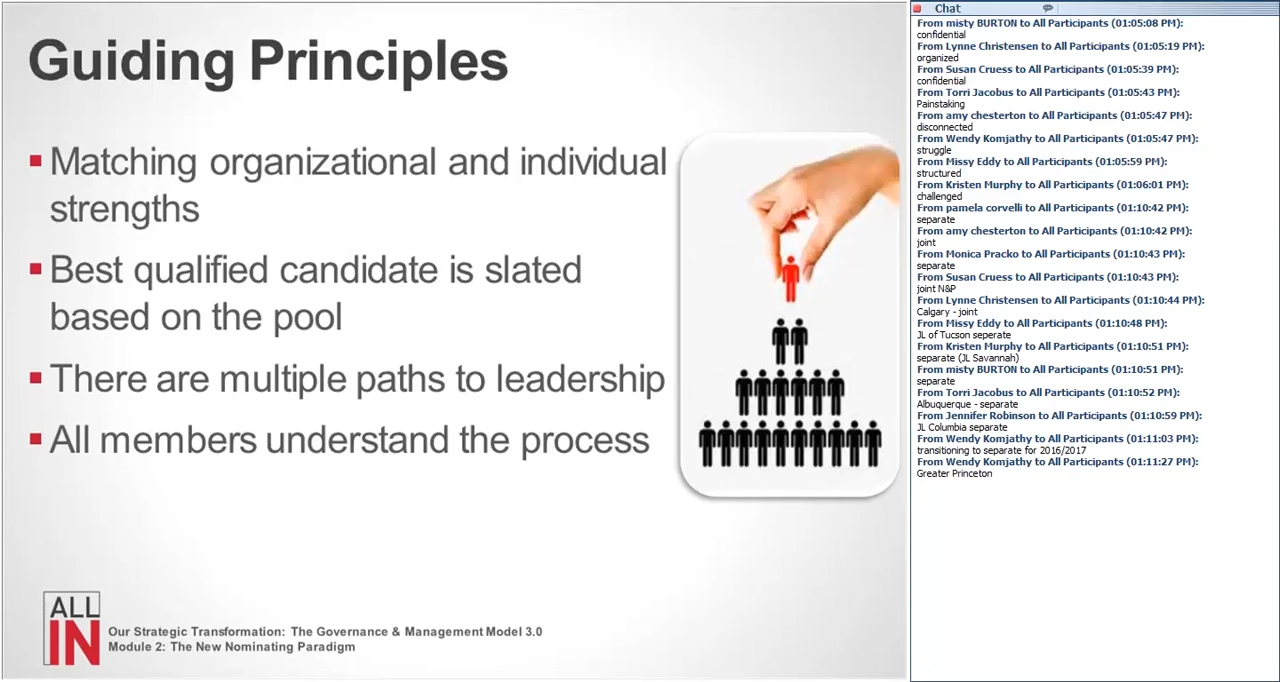 Guiding Principles
Matching organizational and individual
strengths
Best qualified candidate is slated
based on the pool
There are multiple paths to leadership
All members understand the process
ALL
IN
Our Strategic Transformation: The Governance & Management Model 3.0
Module 2: The New Nominating Paradigm
Chat
From misty BURTON to All Participants (01:05:08 PM):
confidential
From Lynne Christensen to All Participants (01:05:19 PM):
organized
From Susan Cruess to All Participants (01:05:39 PM):
confidential
From Torri Jacobus to All Participants (01:05:43 PM):
Painstaking
From amy chesterton to All Participants (01:05:47 PM):
disconnected
From Wendy Komjathy to All Participants (01:05:47 PM):
struggle
From Missy Eddy to All Participants (01:05:59 PM):
structured
From Kristen Murphy to All Participants (01:06:01 PM):
challenged
From pamela corvelli to All Participants (01:10:42 PM):
separate
From amy chesterton to All Participants (01:10:42 PM):
joint
From Monica Pracko to All Participants (01:10:43 PM):
separate
From Susan Cruess to All Participants (01:10:43 PM):
joint N&P
From Lynne Christensen to All Participants (01:10:44 PM):
Calgary - joint
From Missy Eddy to All Participants (01:10:48 PM):
JL of Tucson seperate
From Kristen Murphy to All Participants (01:10:51 PM):
separate (JL Savannah)
From misty BURTON to All Participants (01:10:51 PM):
separate
From Torri Jacobus to All Participants (01:10:52 PM):
Albuquerque - separate
From Jennifer Robinson to All Participants (01:10:59 PM):
JL Columbia separate
From Wendy Komjathy to All Participants (01:11:03 PM):
transitioning to separate for 2016/2017
From Wendy Komjathy to All Participants (01:11:27 PM):
Greater Princeton